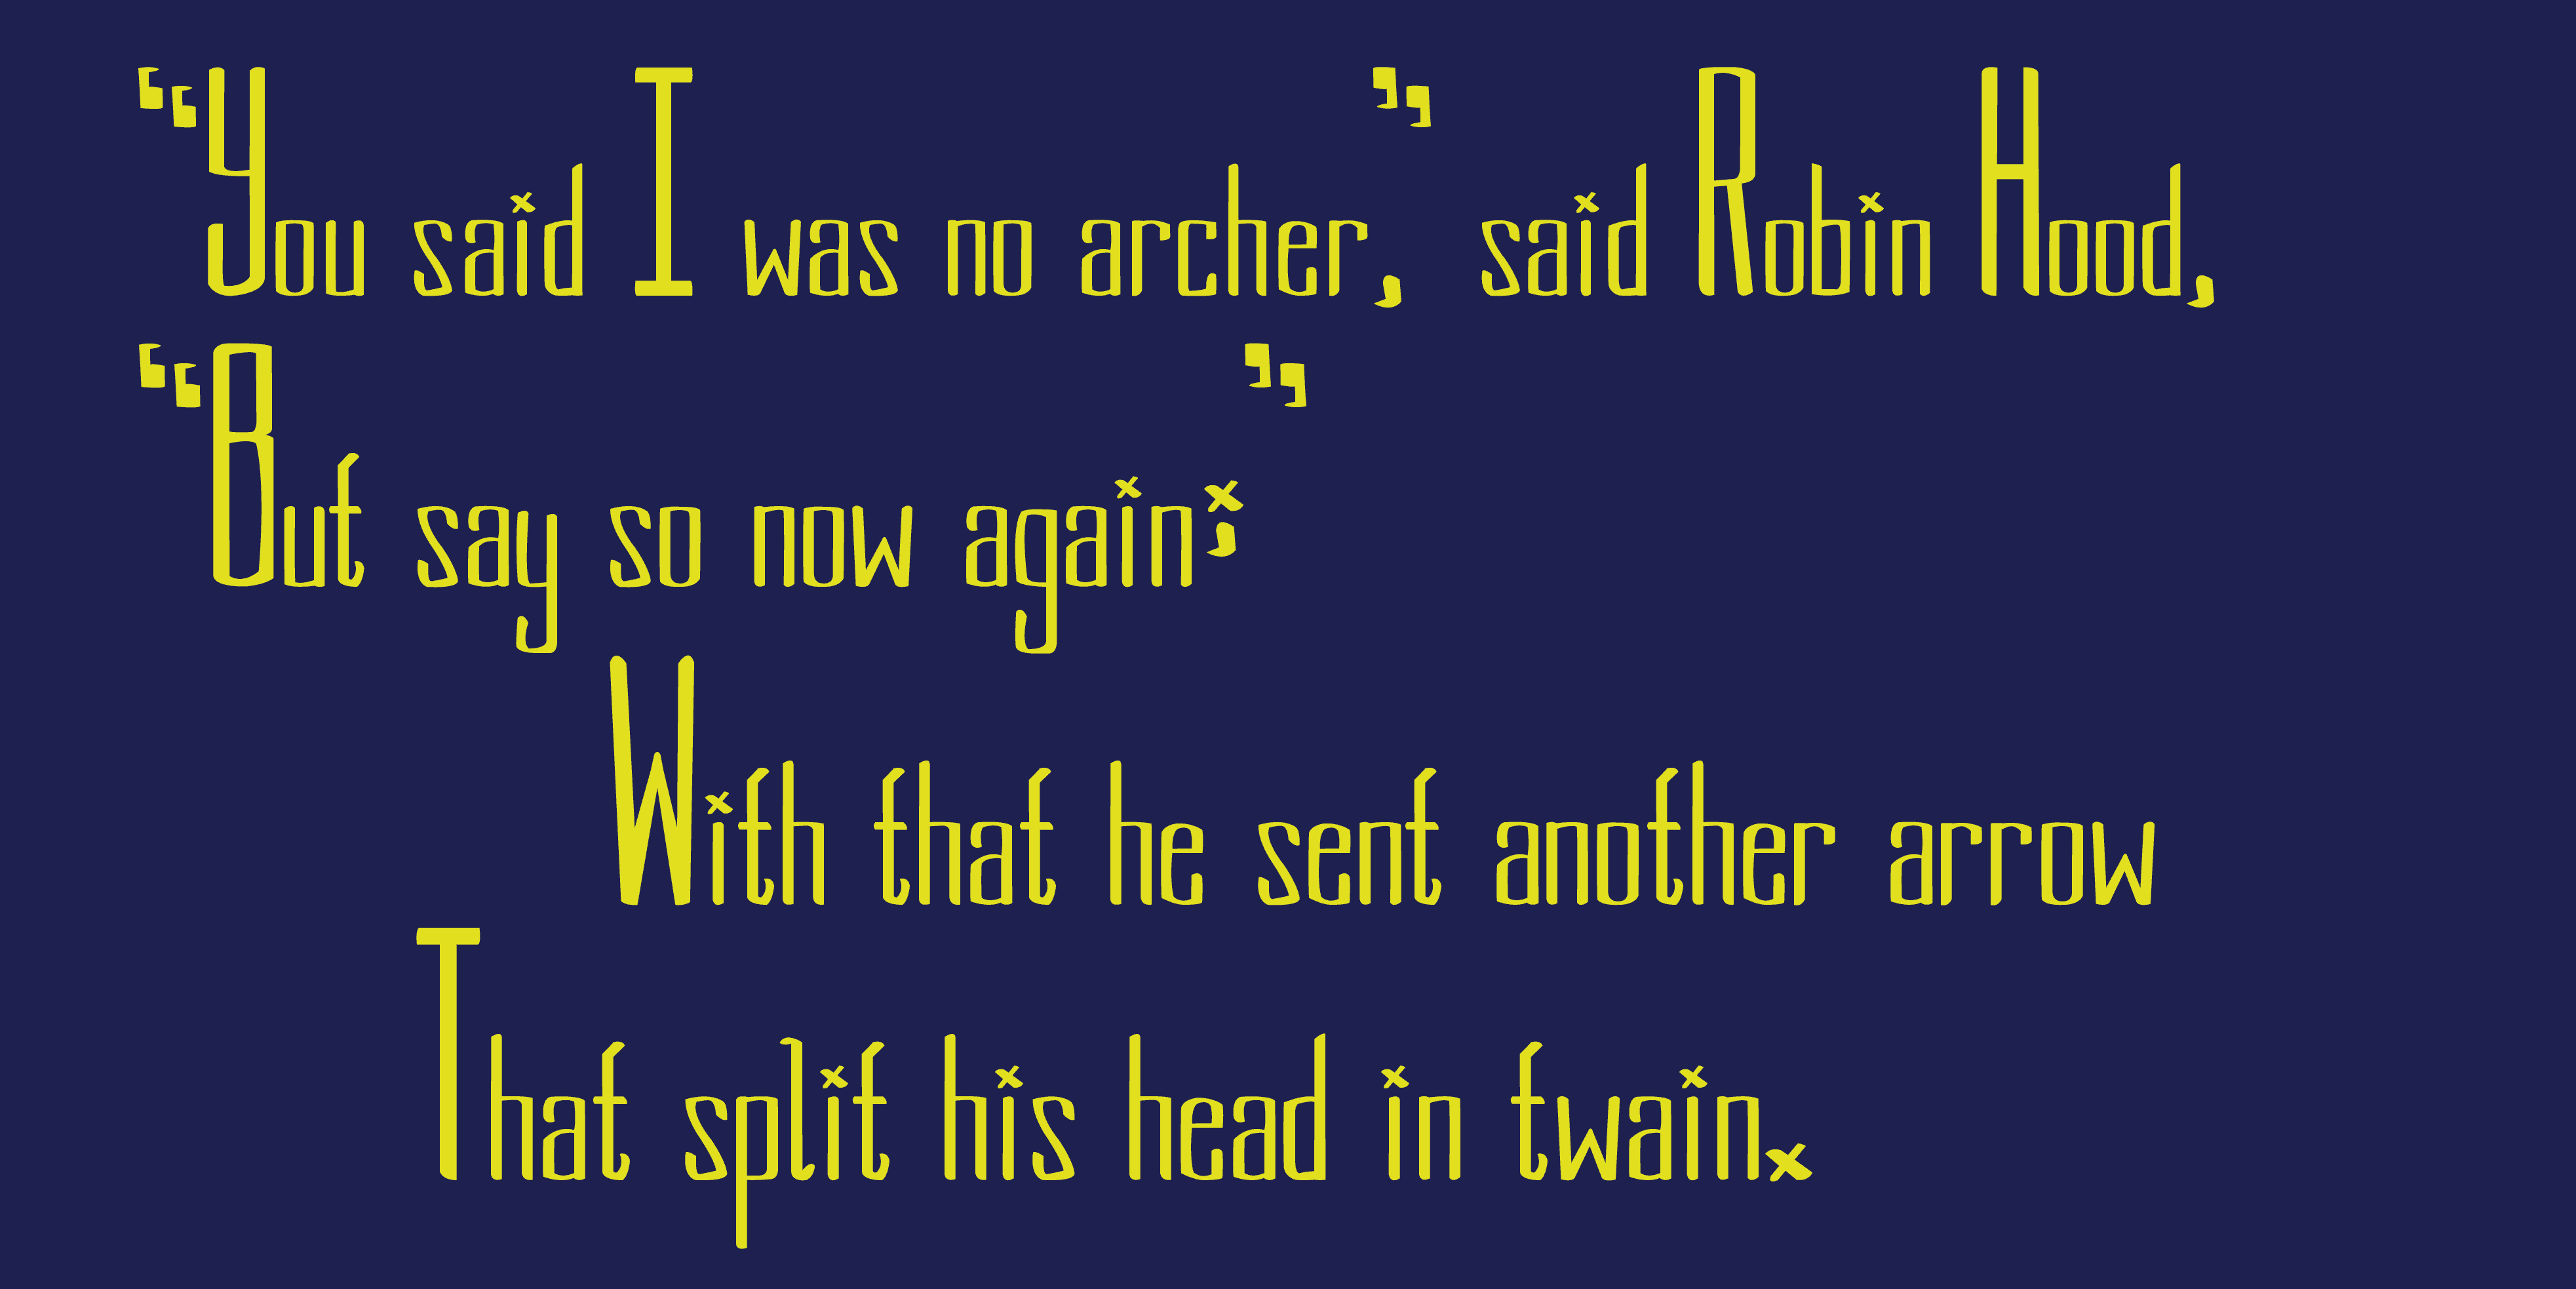 “You said I was no archer,” said Robin Hood,
“But say so now again;”
With that he sent another arrow
That split his head in twain.